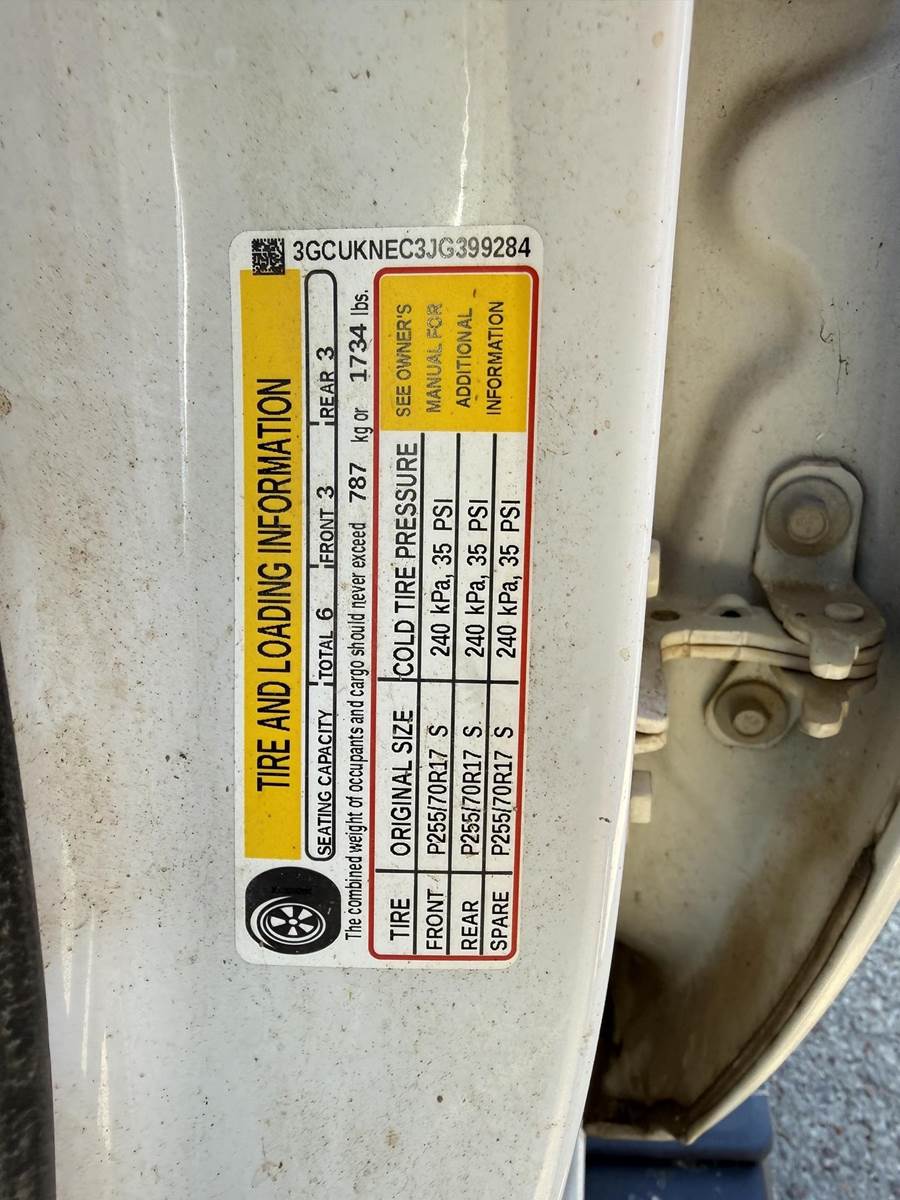 3GCUKNEC3JG399284
TIRE AND LOADING INFORMATION
SEATING CAPACITY TOTAL 6 FRONT 3 REAR 3
The combined weight of occupants and cargo should never exceed 787 kg or 1734 lbs.
TIRE ORIGINAL SIZE COLD TIRE PRESSURE
FRONT P255/70R17 S 240 kPa, 35 PSI
REAR P255/70R17 S 240 kPa, 35 PSI
SPARE P255/70R17 S 240 kPa, 35 PSI
SEE OWNER'S
MANUAL FOR
ADDITIONAL
INFORMATION